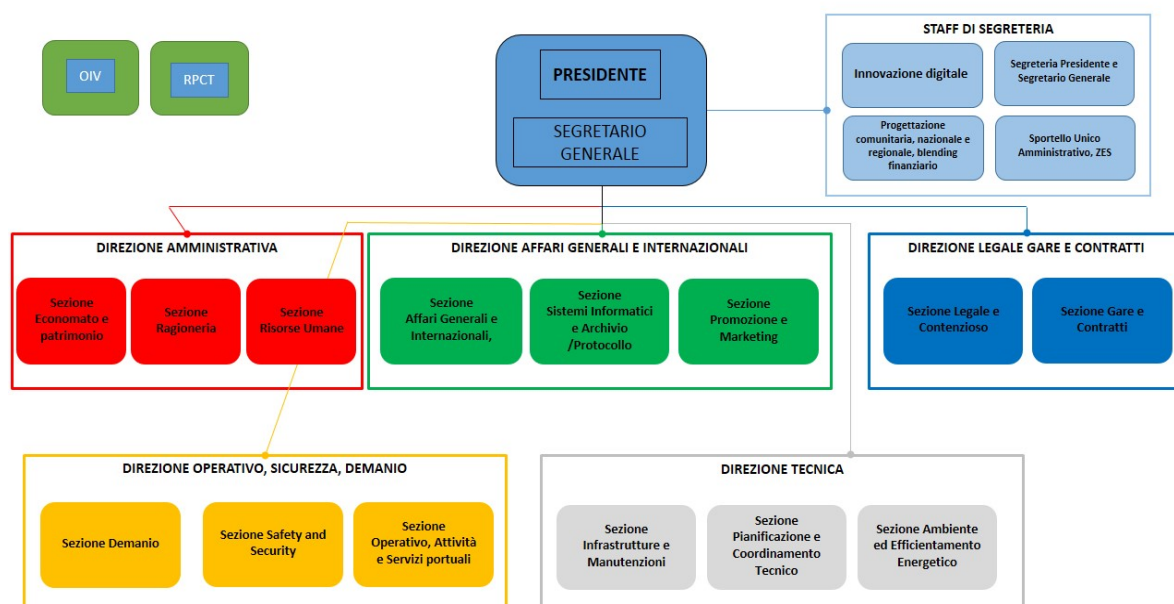 OIV
RPCT
PRESIDENTE
SEGRETARIO
GENERALE
STAFF DI SEGRETERIA
Innovazione digitale
Segreteria Presidente e
Segretario Generale
Progettazione
comunitaria, nazionale e
regionale, blending
finanziario
Sportello Unico
Amministrativo, ZES
DIREZIONE AMMINISTRATIVA
Sezione
Economato e
patrimonio
Sezione
Ragioneria
Sezione
Risorse Umane
DIREZIONE AFFARI GENERALI E INTERNAZIONALI
Sezione
Affari Generali e
Internazionali,
Sezione
Sistemi Informatici
e Archivio
/Protocollo
Sezione
Promozione e
Marketing
DIREZIONE LEGALE GARE E CONTRATTI
Sezione Legale e
Contenzioso
Sezione Gare e
Contratti
DIREZIONE OPERATIVO, SICUREZZA, DEMANIO
Sezione Demanio
Sezione Safety and
Security
Sezione
Operativo, Attività
e Servizi portuali
DIREZIONE TECNICA
Sezione
Infrastrutture e
Manutenzioni
Sezione
Pianificazione e
Coordinamento
Tecnico
Sezione Ambiente
ed Efficientamento
Energetico